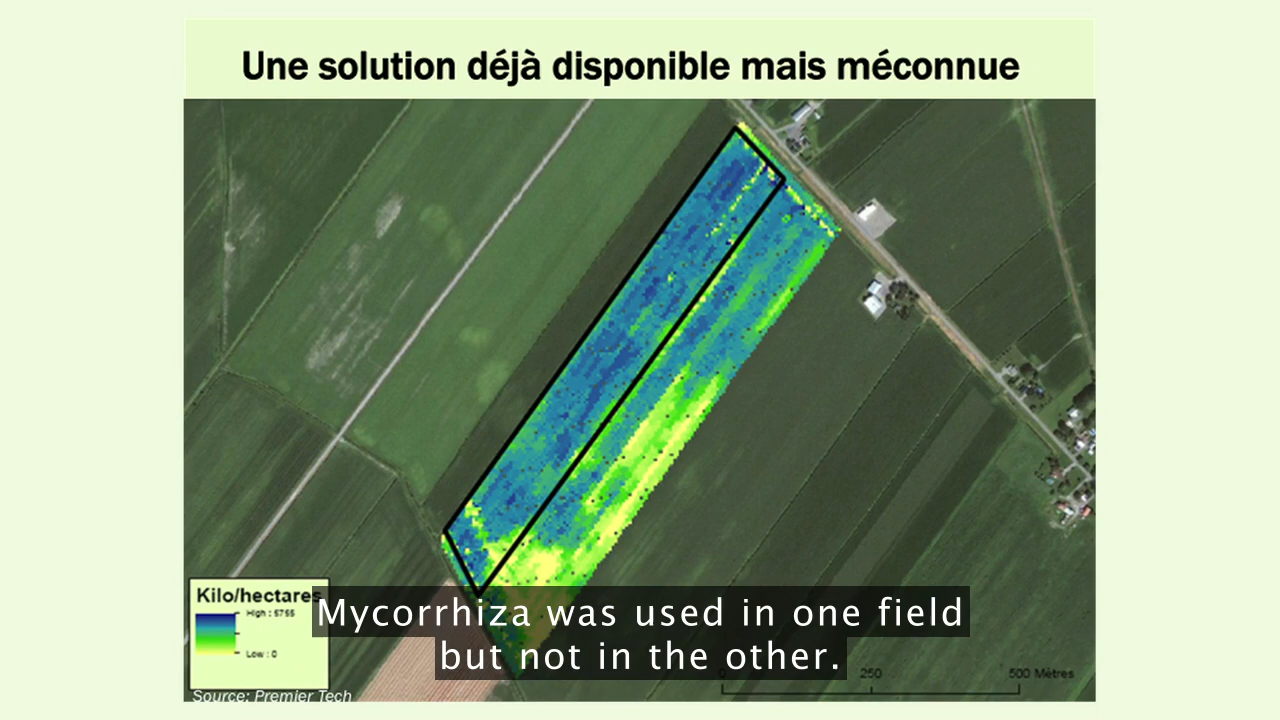 Une solution déjà disponible mais méconnue
Kilo/hectares
High : 5755
Low : 0
Source: Premier Tech
Mycorrhiza was used in one field
but not in the other.
0 250 500 Mètres